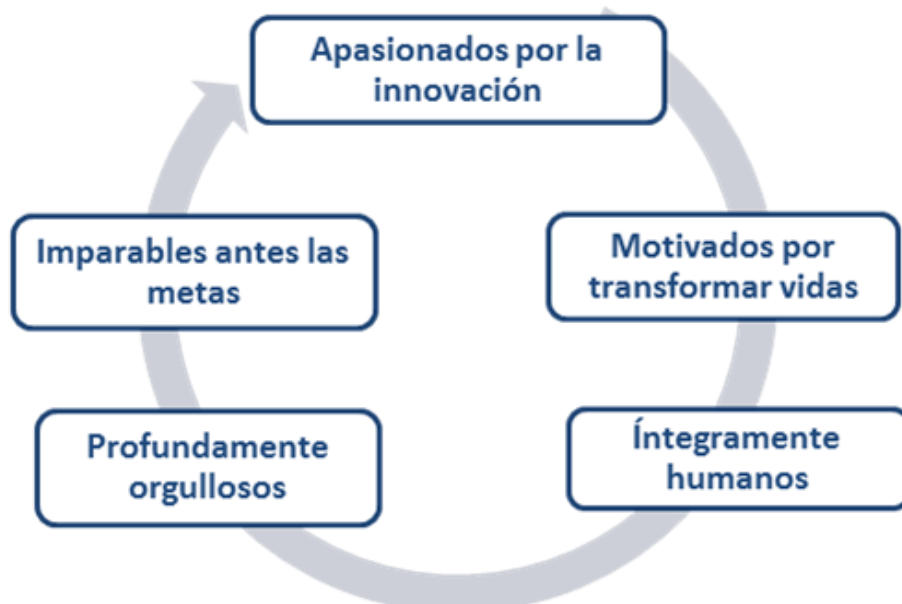 Apasionados por la
innovación
Motivados por
transformar vidas
Íntegramente
humanos
Profundamente
orgullosos
Imparables antes las
metas